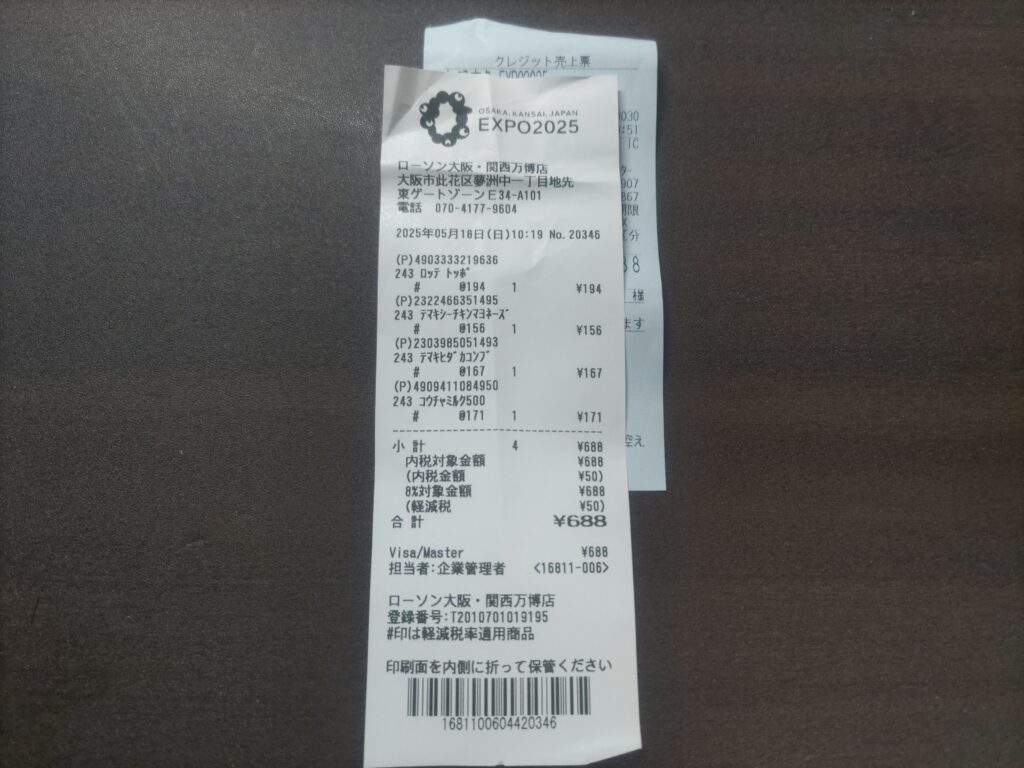 OSAKA, KANSAI, JAPAN
EXPO2025
ローソン大阪・関西万博店
大阪市此花区夢洲中一丁目地先
東ゲートゾーンE34-A101
電話 070-4177-9604
2025年05月18日(日)10:19 No.20346
(P)4903333219636
243 ロッテ トッポ
# @194 1 ¥194
(P)2322466351495
243 テマキシーチキンマヨネーズ
# @156 1 ¥156
(P)2303985051493
243 テマキヒダカコンブ
# @167 1 ¥167
(P)4909411084950
243 コウチャミルク500
# @171 1 ¥171
小計 4 ¥688
内税対象金額 ¥688
(内税金額 ¥50)
8%対象金額 ¥688
(軽減税 ¥50)
合計 ¥688
Visa/Master ¥688
担当者:企業管理者 <16811-006>
ローソン大阪・関西万博店
登録番号:T2010701019195
#印は軽減税率適用商品
印刷面を内側に折って保管ください
1681100604420346
クレジット売上票
:51
IC
907
867
期限
様
ます
控え